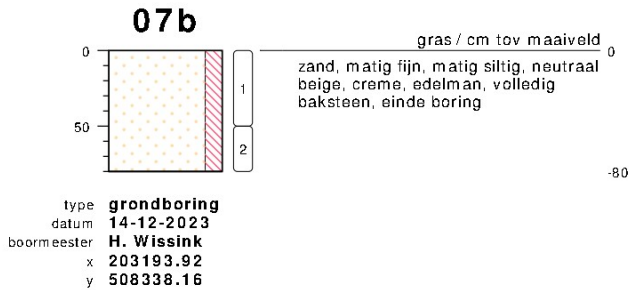 07b
gras / cm tov maaiveld
0
0
zand, matig fijn, matig siltig, neutraal
beige, creme, edelman, volledig
baksteen, einde boring
1
50
2
-80
type grondboring
datum 14-12-2023
boormeester H. Wissink
x 203193.92
y 508338.16